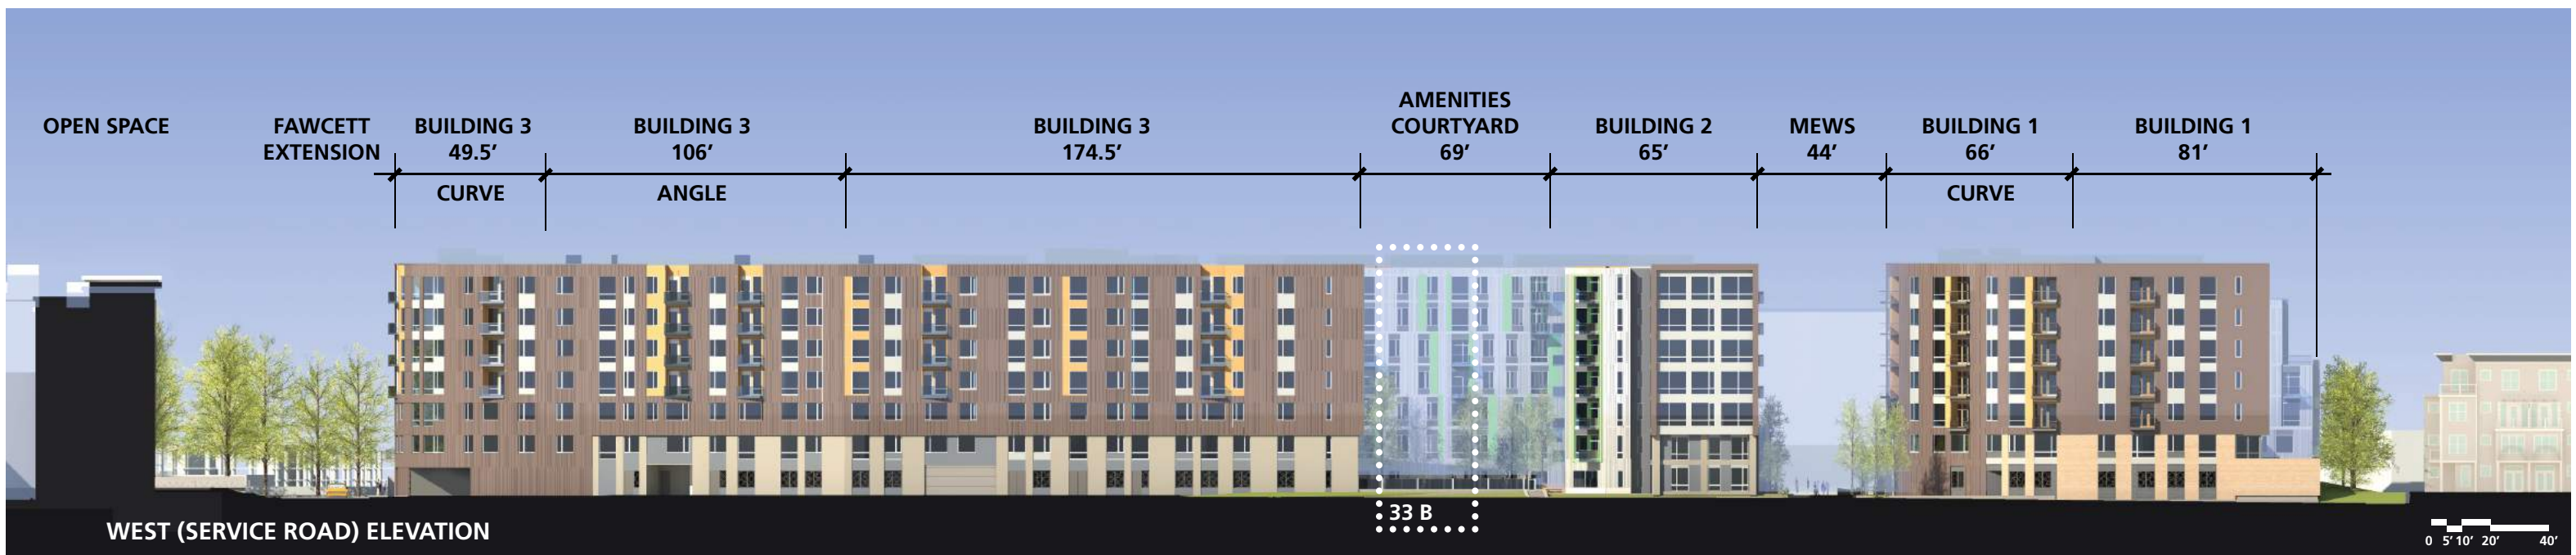 OPEN SPACE
FAWCETT
EXTENSION
BUILDING 3
49.5’
CURVE
BUILDING 3
106’
ANGLE
BUILDING 3
174.5’
AMENITIES
COURTYARD
69’
BUILDING 2
65’
MEWS
44’
BUILDING 1
66’
CURVE
BUILDING 1
81’
33 B
WEST (SERVICE ROAD) ELEVATION
0 5’ 10’ 20’ 40’